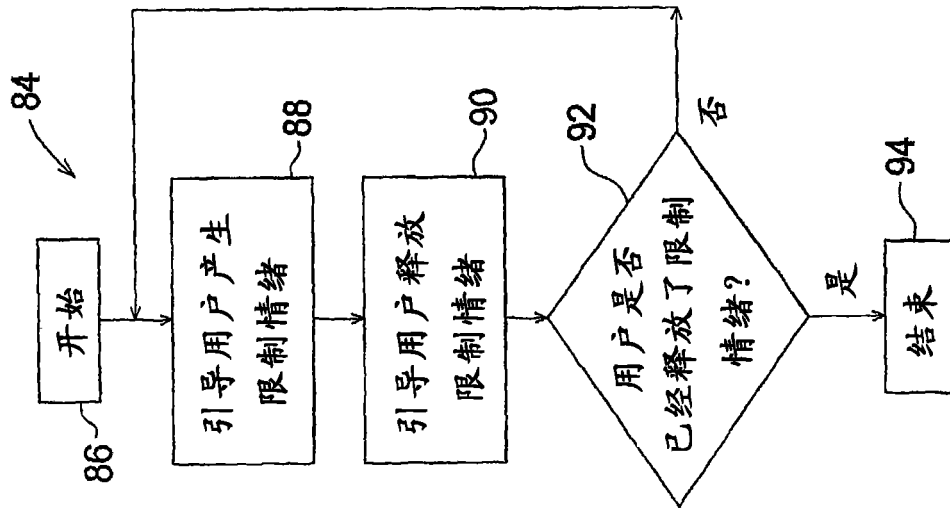 84
开始
86
引导用户产生
限制情绪
88
引导用户释放
限制情绪
90
用户是否
已经释放了限制
情绪?
92
否
是
结束
94